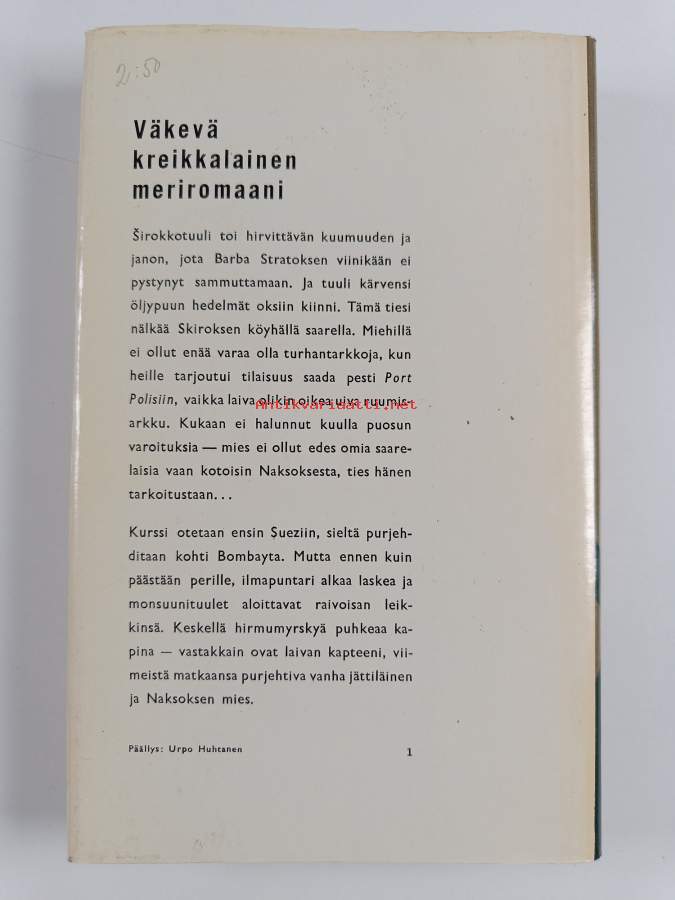 2:50
Väkevä
kreikkalainen
meriromaani
Širokkotuuli toi hirvittävän kuumuuden ja
janon, jota Barba Stratoksen viinikään ei
pystynyt sammuttamaan. Ja tuuli kärvensi
öljypuun hedelmät oksiin kiinni. Tämä tiesi
nälkää Skiroksen köyhällä saarella. Miehillä
ei ollut enää varaa olla turhantarkkoja, kun
heille tarjoutui tilaisuus saada pesti Port
Polisiin, vaikka laiva olikin oikea uiva ruumis-
Antikvariaatti.net
arkku. Kukaan ei halunnut kuulla puosun
varoituksia — mies ei ollut edes omia saare-
laisia vaan kotoisin Naksoksesta, ties hänen
tarkoitustaan...
Kurssi otetaan ensin Sueziin, sieltä purjeh-
ditaan kohti Bombayta. Mutta ennen kuin
päästään perille, ilmapuntari alkaa laskea ja
monsuunituulet aloittavat raivoisan leik-
kinsä. Keskellä hirmumyrskyä puhkeaa ka-
pina — vastakkain ovat laivan kapteeni, vii-
meistä matkaansa purjehtiva vanha jättiläinen
ja Naksoksen mies.
Päällys: Urpo Huhtanen
1